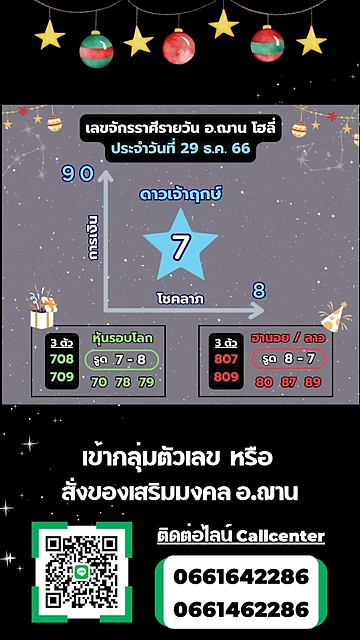 เลขจักรราศีรายวัน อ.ฌาน โฮลี่
ประจำวันที่ 29 ธ.ค. 66
9 0
ดาวเจ้าฤกษ์
การเงิน
7
โชคลาภ
8
3 ตัว
708
709
หุ้นรอบโลก
รูด 7 - 8
70 78 79
3 ตัว
807
809
ฮานอย / ลาว
รูด 8 - 7
80 87 89
เข้ากลุ่มตัวเลข หรือ
สั่งของเสริมมงคล อ.ฌาน
ติดต่อไลน์ Callcenter
0661642286
0661462286